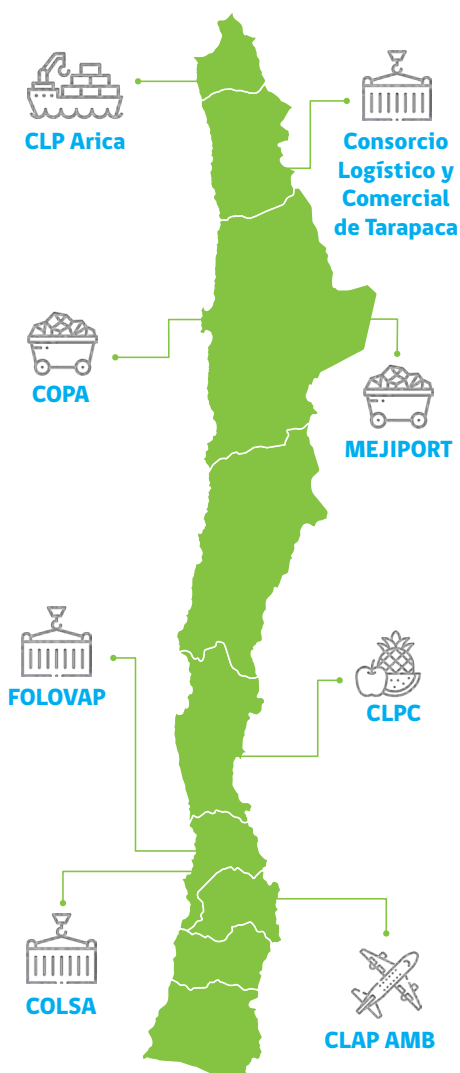 CLP Arica
Consorcio
Logístico y
Comercial
de Tarapaca
COPA
MEJIPORT
FOLOVAP
CLPC
COLSA
CLAP AMB